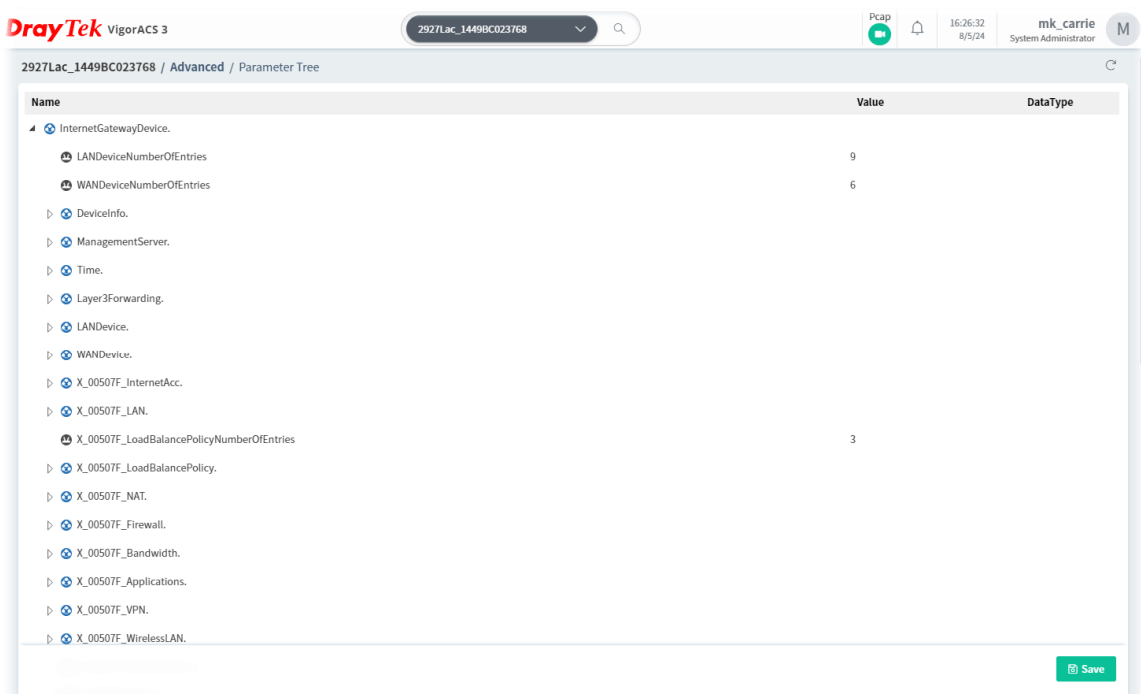 DrayTek VigorACS 3
2927Lac_1449BC023768
Pcap
16:26:32
8/5/24
mk_carrie
System Administrator
M
2927Lac_1449BC023768 / Advanced / Parameter Tree
Name Value DataType
InternetGatewayDevice.
LANDeviceNumberOfEntries 9
WANDeviceNumberOfEntries 6
DeviceInfo.
ManagementServer.
Time.
Layer3Forwarding.
LANDevice.
WANDevice.
X_00507F_InternetAcc.
X_00507F_LAN.
X_00507F_LoadBalancePolicyNumberOfEntries 3
X_00507F_LoadBalancePolicy.
X_00507F_NAT.
X_00507F_Firewall.
X_00507F_Bandwidth.
X_00507F_Applications.
X_00507F_VPN.
X_00507F_WirelessLAN.
Save